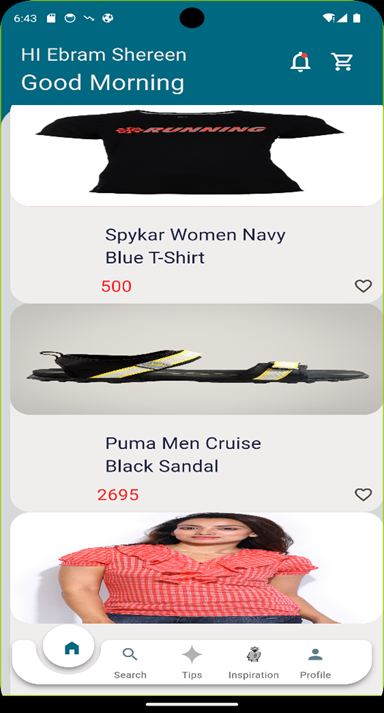 6:43
HI Ebram Shereen
Good Morning
RUNNING
Spykar Women Navy
Blue T-Shirt
500
Puma Men Cruise
Black Sandal
2695
Search Tips Inspiration Profile